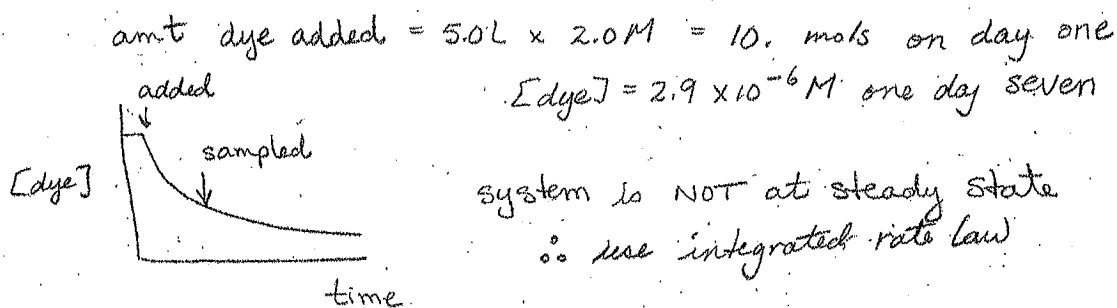 amt dye added = 5.0L x 2.0M = 10. mols on day one
[dye] = 2.9 x 10⁻⁶ M one day seven
added
sampled
[dye]
time
system is NOT at steady state
∴ use integrated rate law